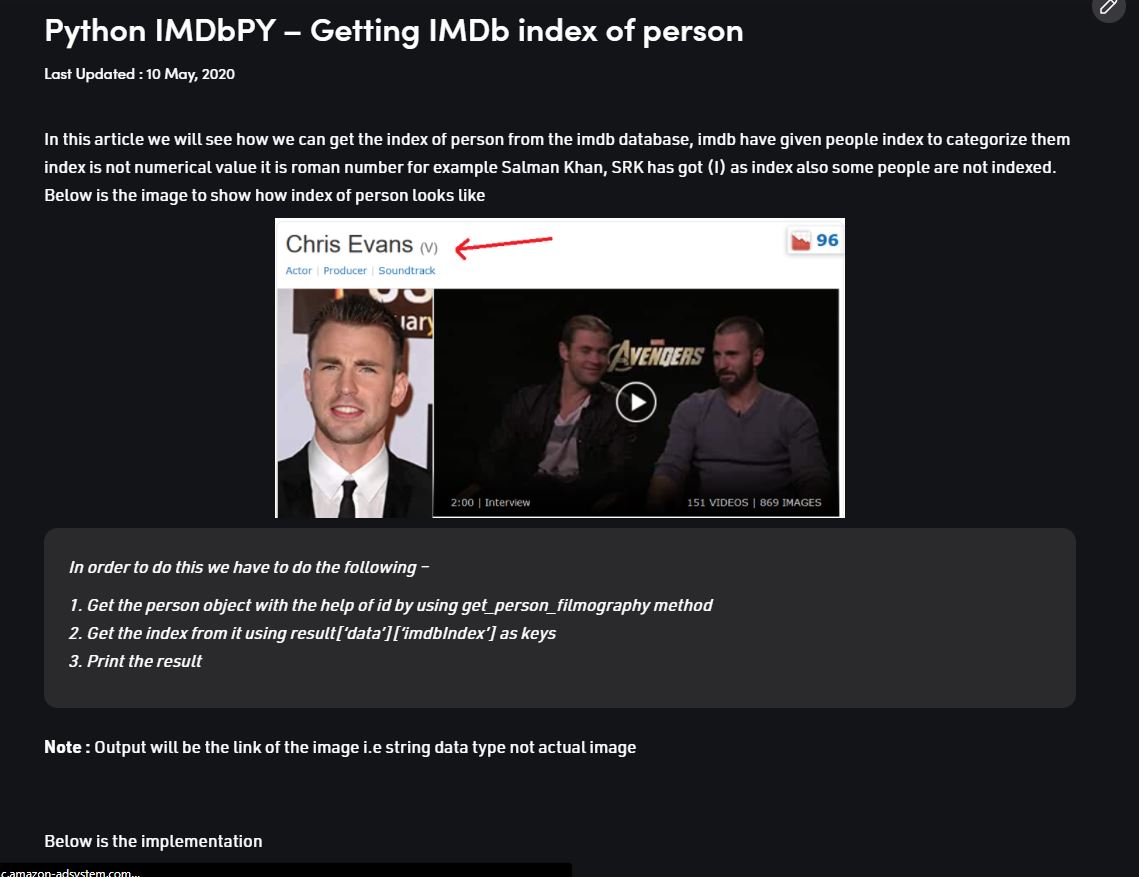 Python IMDbPY – Getting IMDb index of person
Last Updated : 10 May, 2020
In this article we will see how we can get the index of person from the imdb database, imdb have given people index to categorize them
index is not numerical value it is roman number for example Salman Khan, SRK has got (I) as index also some people are not indexed.
Below is the image to show how index of person looks like
Chris Evans (V)
96
Actor | Producer | Soundtrack
uary
MARVEL
AVENGERS
2:00 | Interview
151 VIDEOS | 869 IMAGES
In order to do this we have to do the following –
1. Get the person object with the help of id by using get_person_filmography method
2. Get the index from it using result['data']['imdbIndex'] as keys
3. Print the result
Note : Output will be the link of the image i.e string data type not actual image
Below is the implementation
c.amazon-adsystem.com...